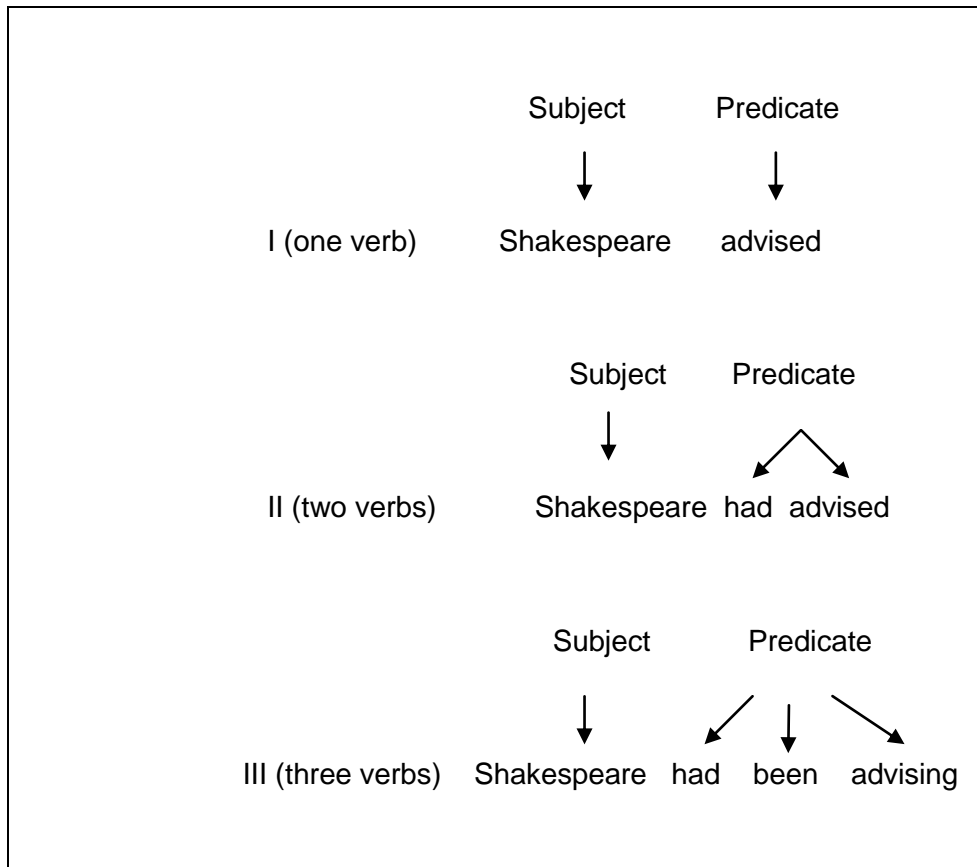 Subject Predicate
I (one verb) Shakespeare advised
Subject Predicate
II (two verbs) Shakespeare had advised
Subject Predicate
III (three verbs) Shakespeare had been advising